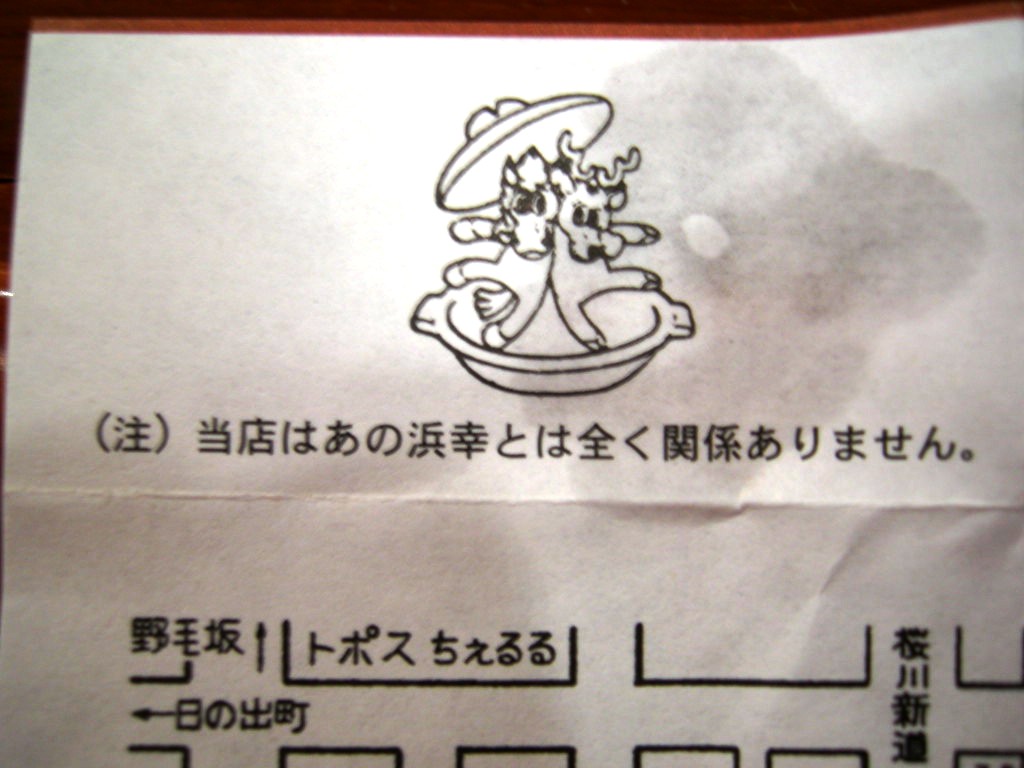 （注）当店はあの浜幸とは全く関係ありません。
野毛坂↑
トポス ちぇるる
桜川新道
←日の出町